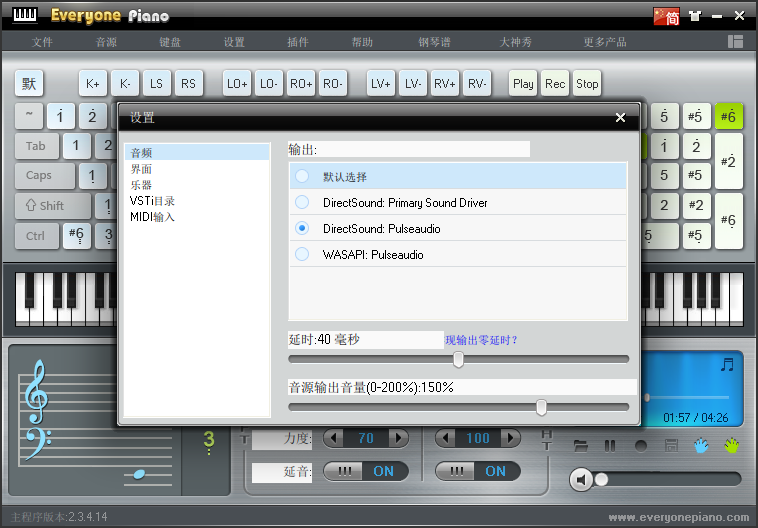 Everyone Piano 简
文件 音源 键盘 设置 插件 帮助 钢琴谱 大神秀 更多产品
默 K+ K- LS RS LO+ LO- RO+ RO- LV+ LV- RV+ RV- Play Rec Stop
~ 1 2 5 #5 #6
Tab 1 2 1 2 #2
Caps 1 5 #5
Shift 1 2 #2 #6
Ctrl #6 3 5 #5
设置
音频
界面
乐器
VSTi目录
MIDI输入
输出:
默认选择
DirectSound: Primary Sound Driver
DirectSound: Pulseaudio
WASAPI: Pulseaudio
延时:40 毫秒 现输出零延时?
音源输出音量(0-200%):150%
01:57 / 04:26
3
T 力度: 70 100 H T
延音: ON ON
主程序版本:2.3.4.14
www.everyonepiano.com